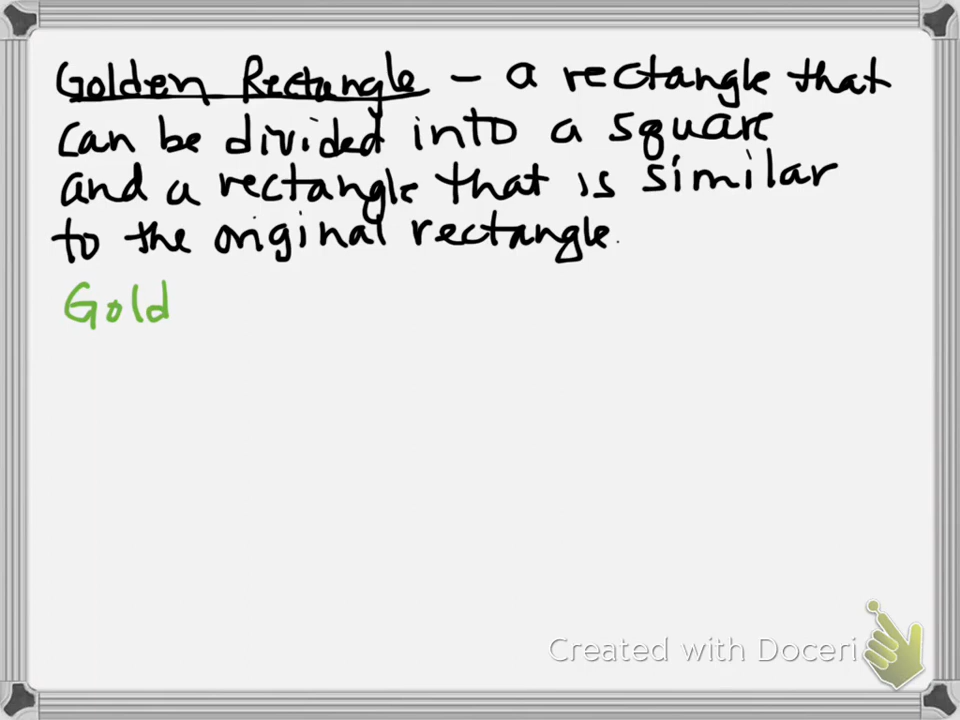 Golden Rectangle – a rectangle that
can be divided into a square
and a rectangle that is similar
to the original rectangle.
Gold
Created with Doceri